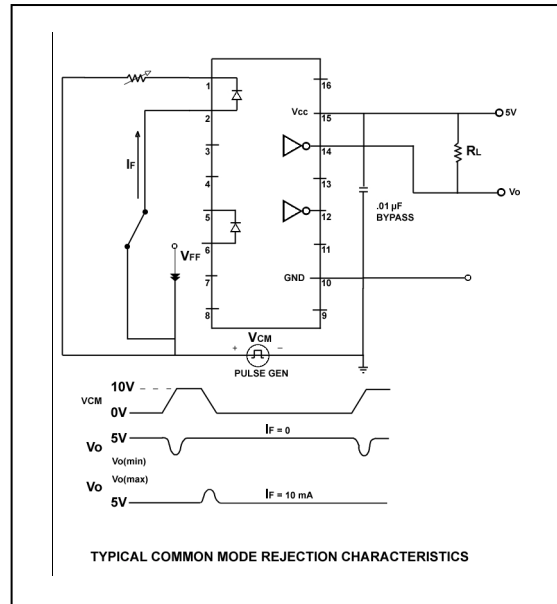 1
16
Vcc
15
5V
2
IF
3
14
RL
4
13
Vo
.01 µF
BYPASS
5
12
6
VFF
11
7
GND
10
8
9
VCM
+
-
PULSE GEN
10V
VCM
0V
5V
IF = 0
Vo
Vo(min)
Vo(max)
Vo
5V
IF = 10 mA
TYPICAL COMMON MODE REJECTION CHARACTERISTICS